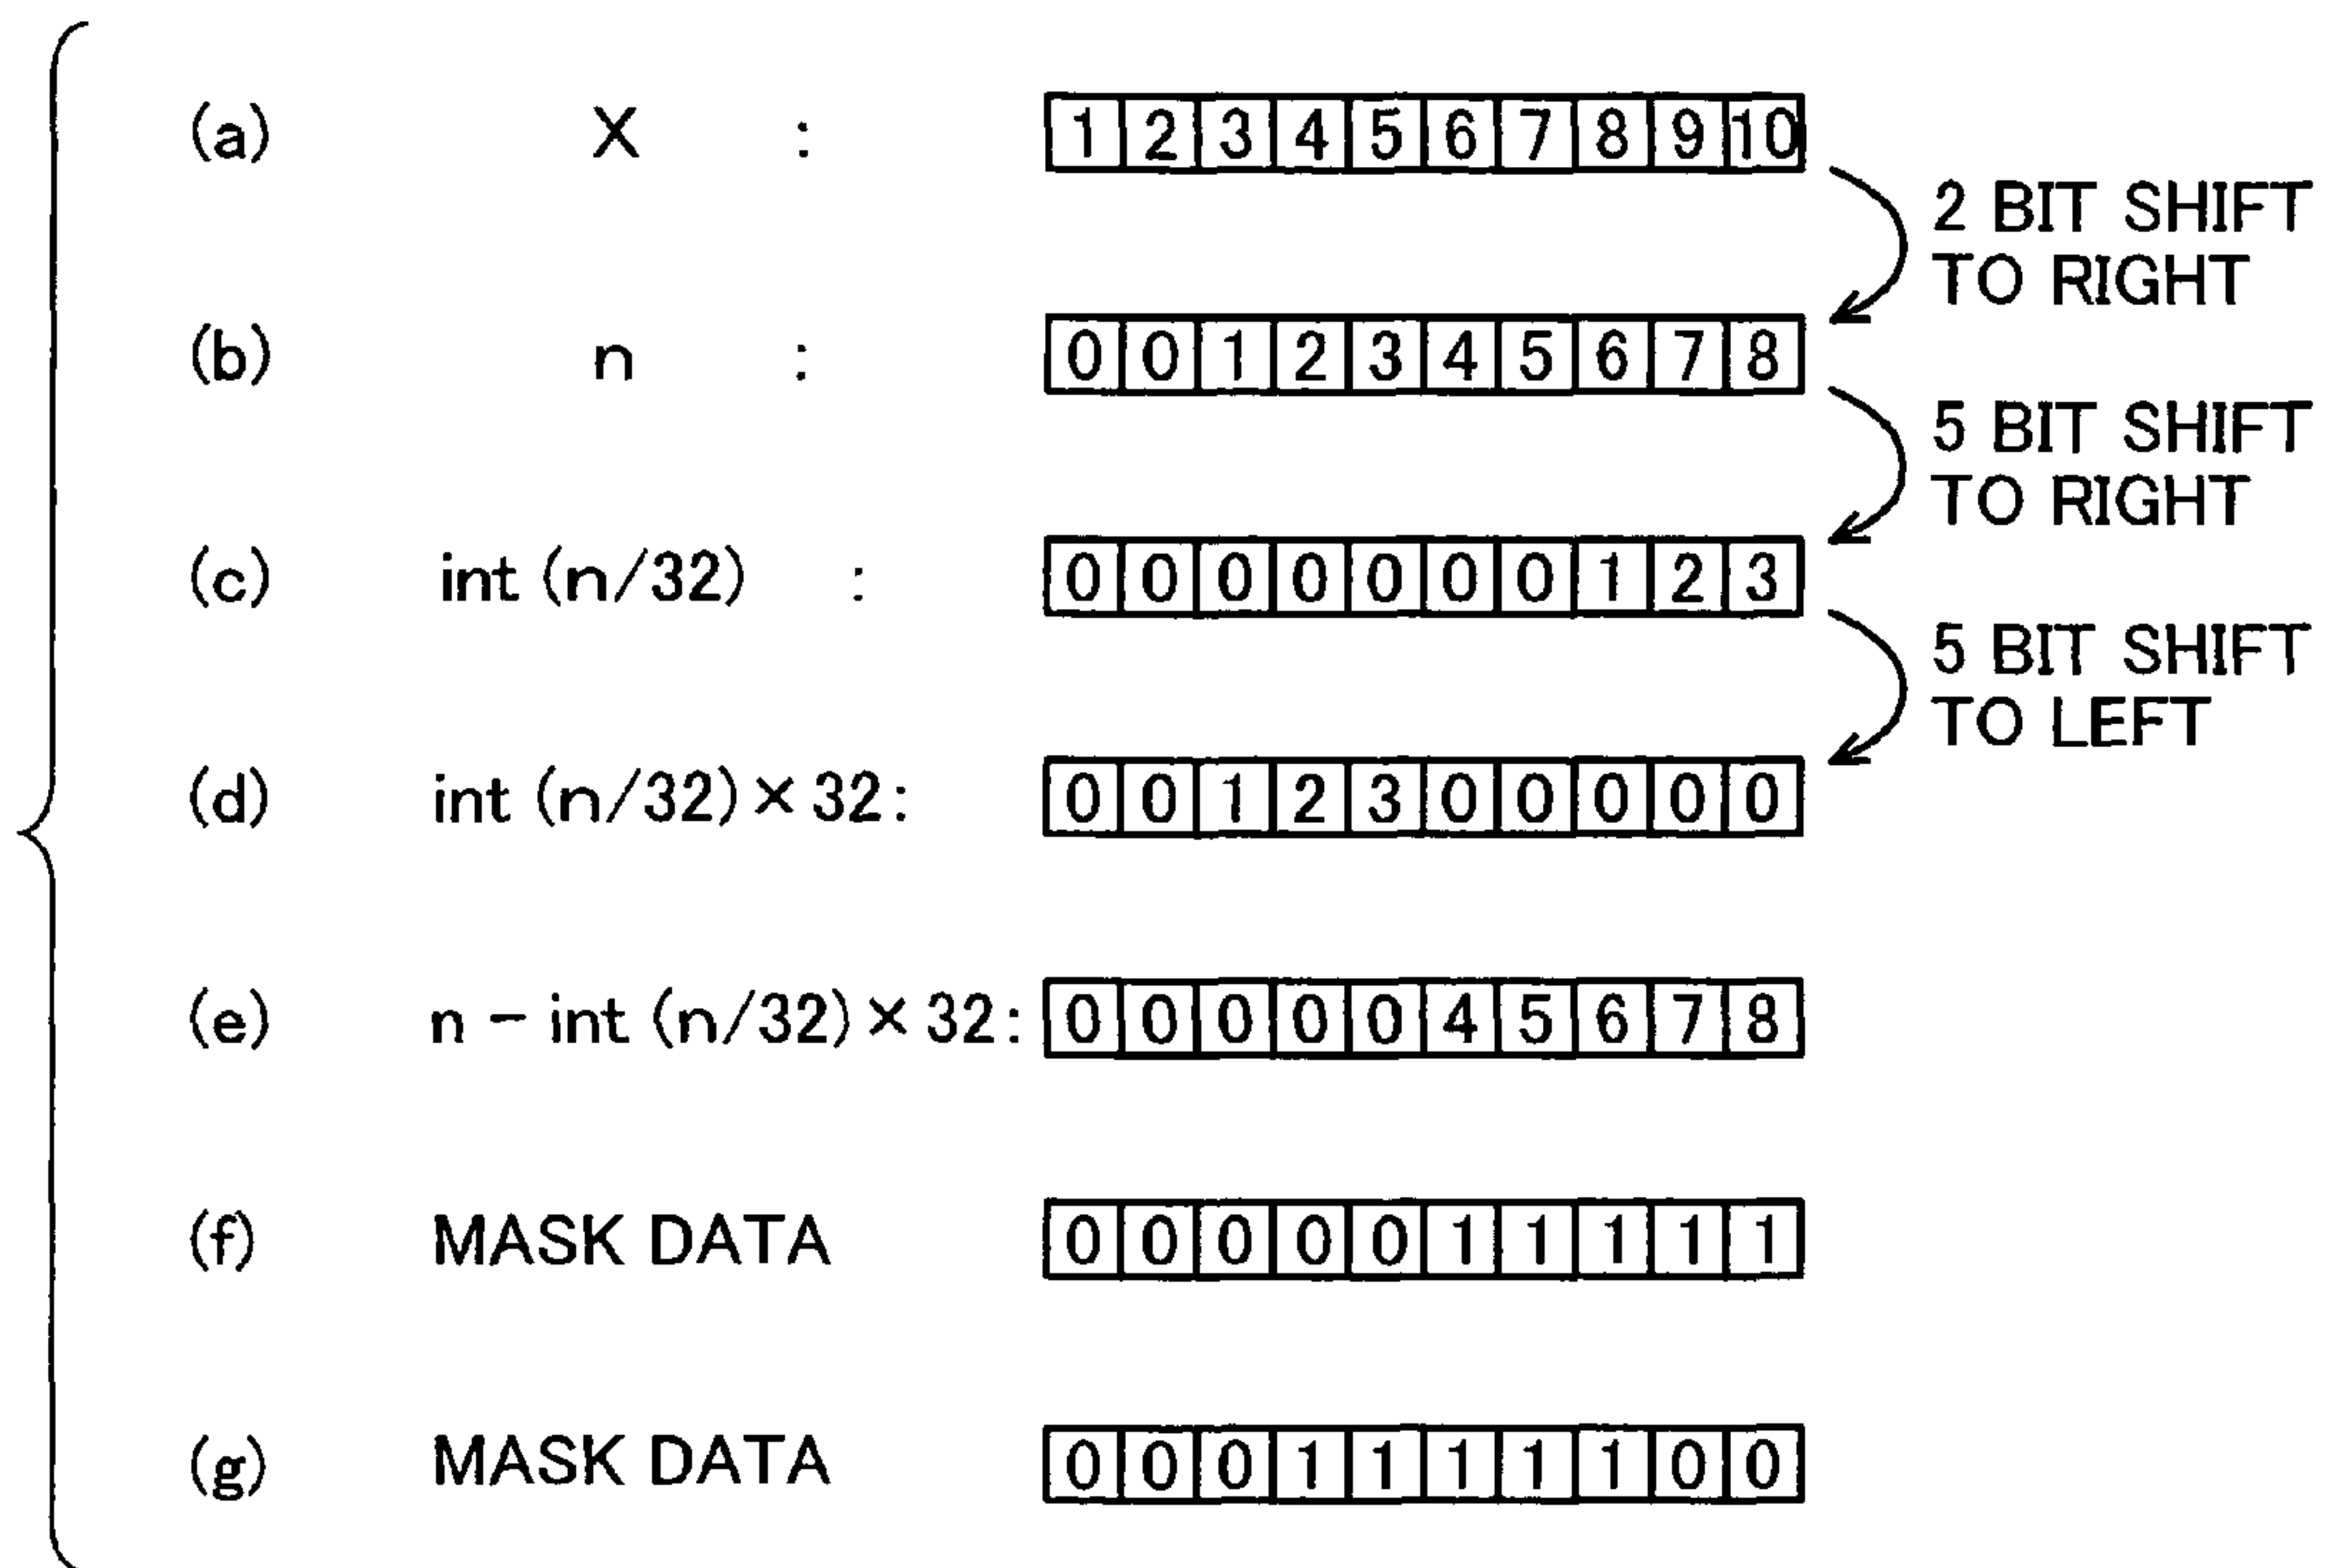 (a) X : 1 2 3 4 5 6 7 8 9 10
2 BIT SHIFT
TO RIGHT
(b) n : 0 0 1 2 3 4 5 6 7 8
5 BIT SHIFT
TO RIGHT
(c) int (n/32) : 0 0 0 0 0 0 0 1 2 3
5 BIT SHIFT
TO LEFT
(d) int (n/32) × 32: 0 0 1 2 3 0 0 0 0 0
(e) n − int (n/32) × 32: 0 0 0 0 0 4 5 6 7 8
(f) MASK DATA 0 0 0 0 0 1 1 1 1 1
(g) MASK DATA 0 0 0 1 1 1 1 1 0 0